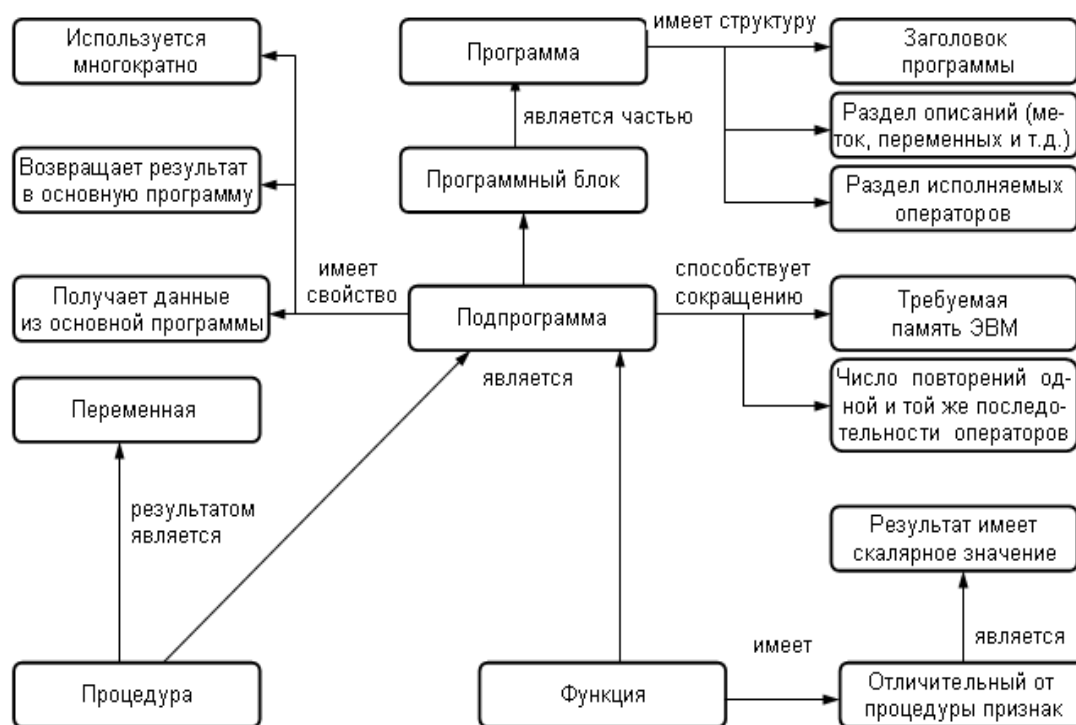 Используется
многократно
Программа
имеет структуру
Заголовок
программы
является частью
Раздел описаний (ме-
ток, переменных и т.д.)
Возвращает результат
в основную программу
Программный блок
Раздел исполняемых
операторов
Получает данные
из основной программы
имеет
свойство
Подпрограмма
способствует
сокращению
Требуемая
память ЭВМ
является
Переменная
Число повторений од-
ной и той же последо-
тельности операторов
результатом
является
Результат имеет
скалярное значение
Процедура
Функция
имеет
является
Отличительный от
процедуры признак